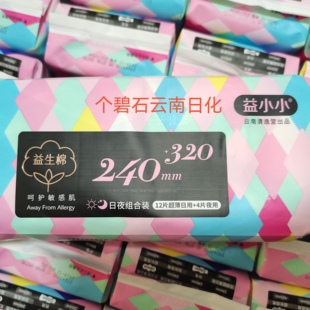 个碧石云南日化
益小小
云南清逸堂出品
益生棉
呵护敏感肌
Away From Allergy
240+320
mm
日夜组合装
12片超薄日用+4片夜用